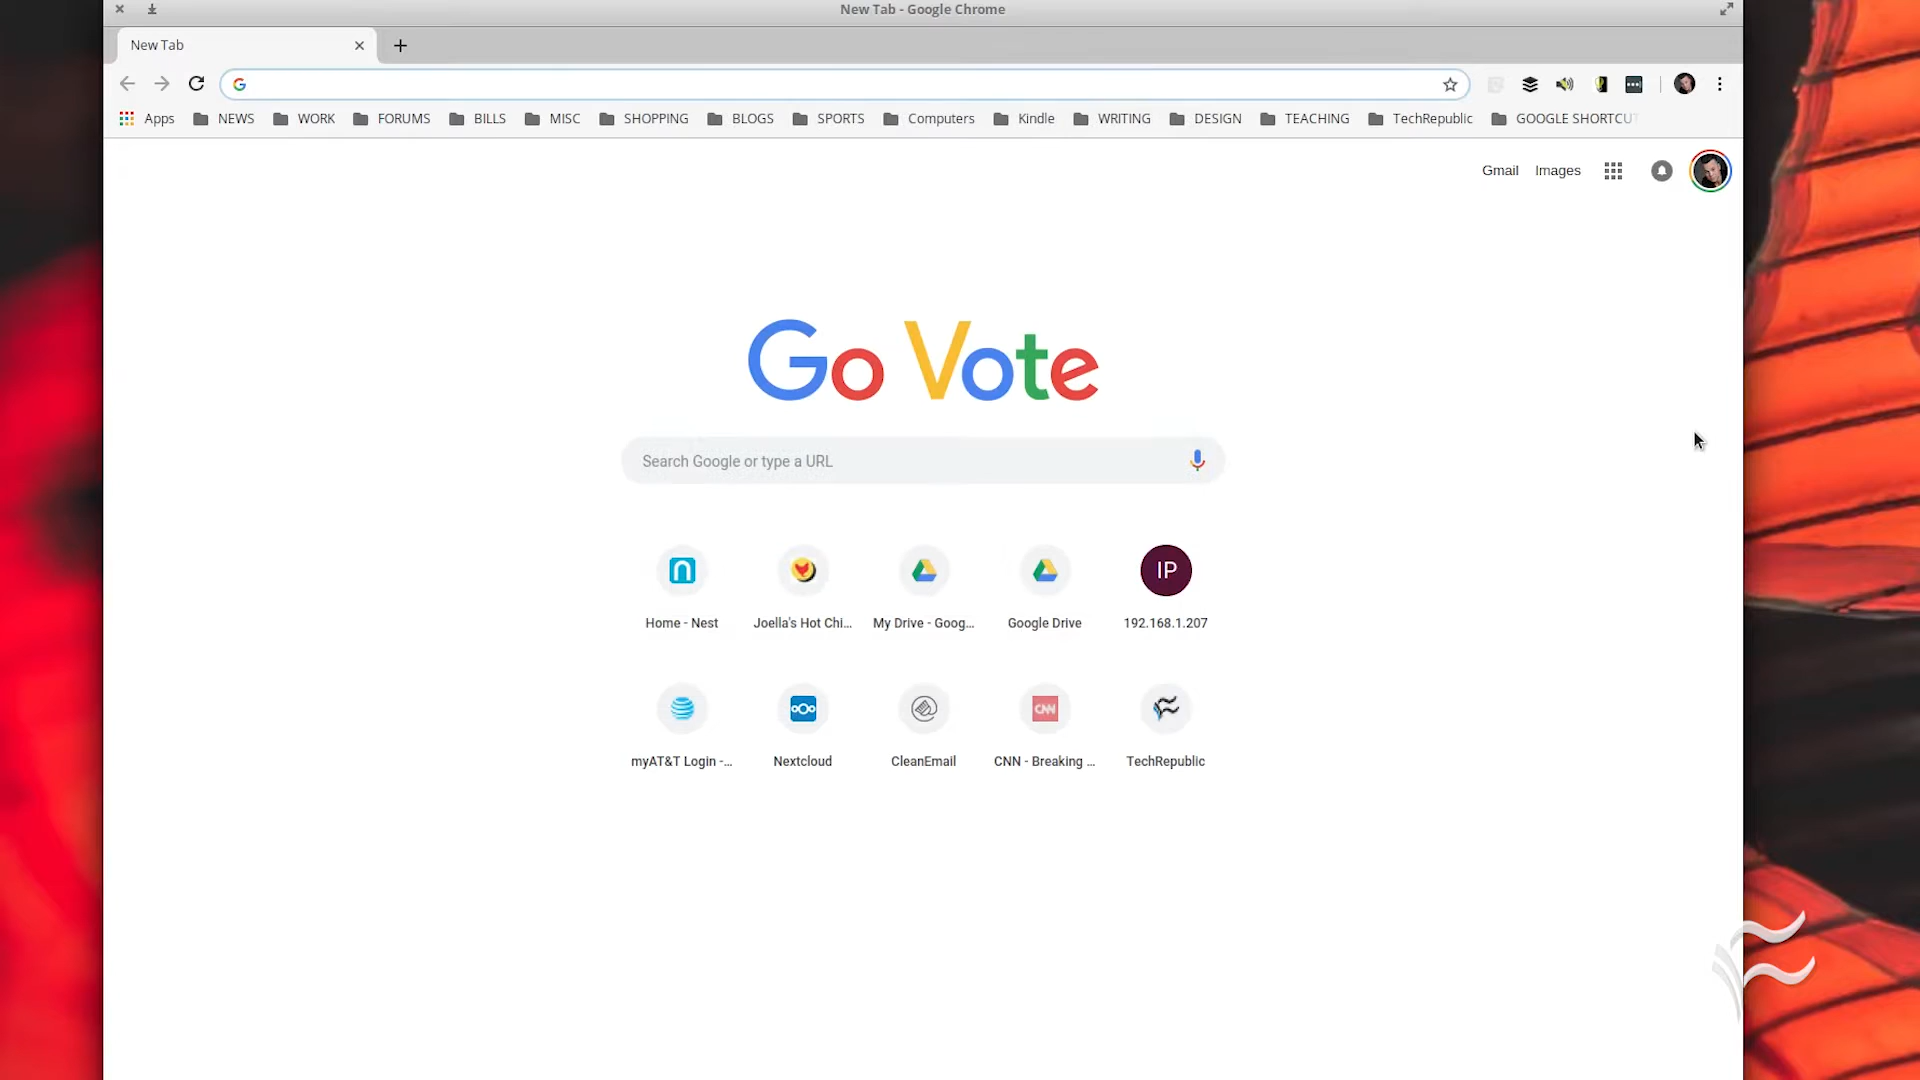 New Tab - Google Chrome
New Tab
Apps NEWS WORK FORUMS BILLS MISC SHOPPING BLOGS SPORTS Computers Kindle WRITING DESIGN TEACHING TechRepublic GOOGLE SHORTCUT
Gmail Images
Go Vote
Search Google or type a URL
IP
Home - Nest Joella's Hot Chi... My Drive - Goog... Google Drive 192.168.1.207
CNN
myAT&T Login -... Nextcloud CleanEmail CNN - Breaking ... TechRepublic